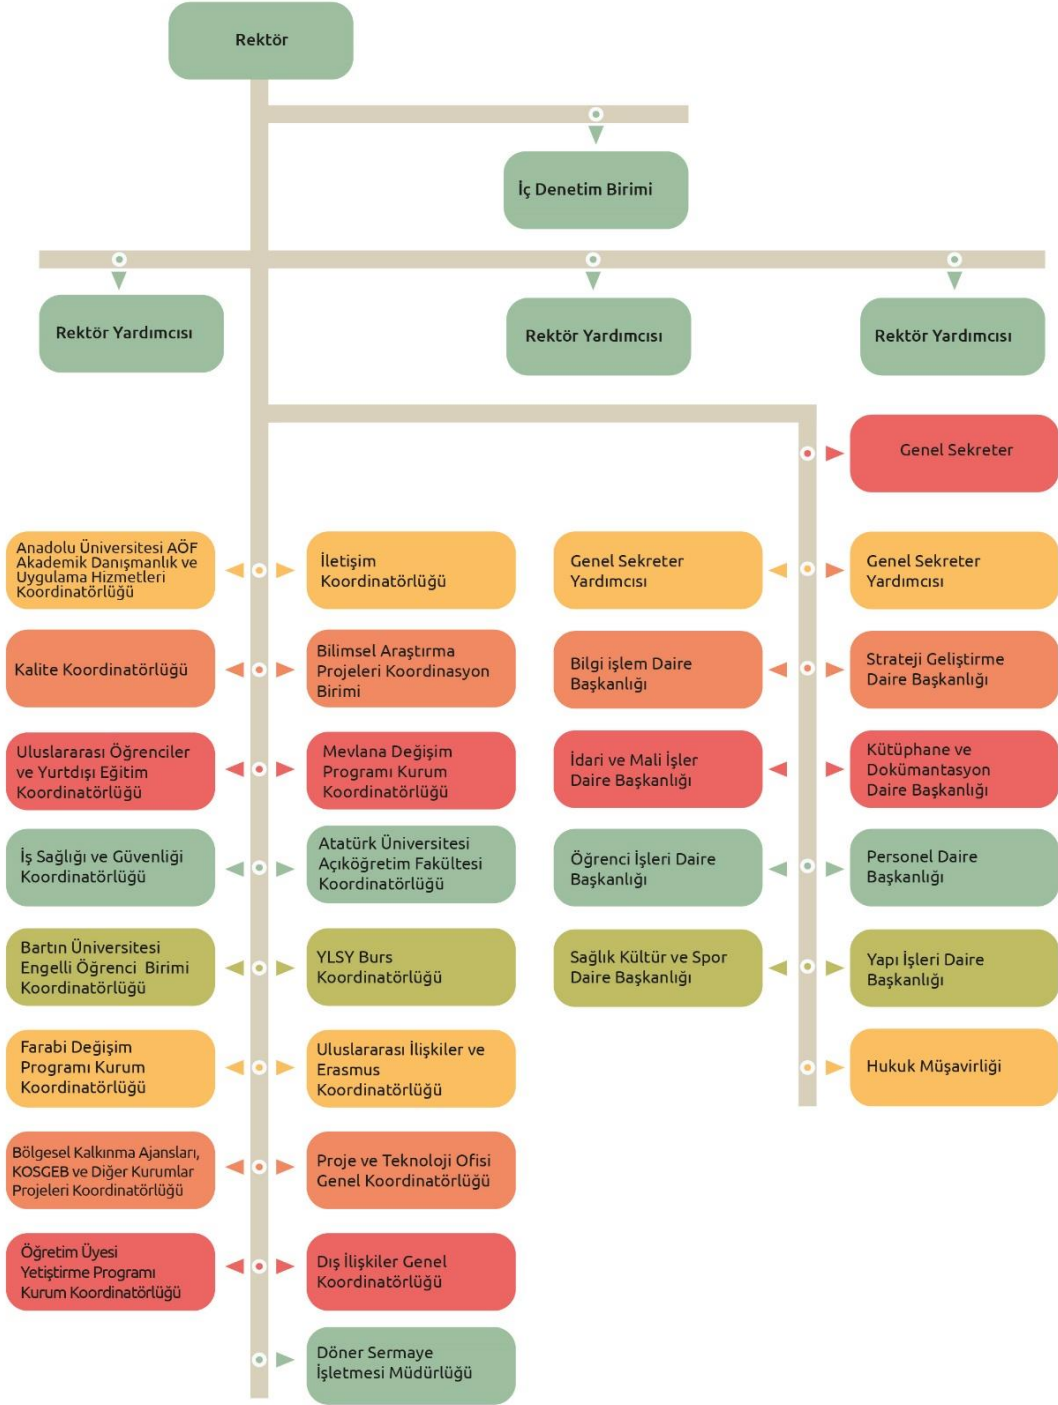 Rektör
İç Denetim Birimi
Rektör Yardımcısı
Rektör Yardımcısı
Rektör Yardımcısı
Genel Sekreter
Anadolu Üniversitesi AÖF
Akademik Danışmanlık ve
Uygulama Hizmetleri
Koordinatörlüğü
İletişim
Koordinatörlüğü
Genel Sekreter
Yardımcısı
Genel Sekreter
Yardımcısı
Kalite Koordinatörlüğü
Bilimsel Araştırma
Projeleri Koordinasyon
Birimi
Bilgi işlem Daire
Başkanlığı
Strateji Geliştirme
Daire Başkanlığı
Uluslararası Öğrenciler
ve Yurtdışı Eğitim
Koordinatörlüğü
Mevlana Değişim
Programı Kurum
Koordinatörlüğü
İdari ve Mali İşler
Daire Başkanlığı
Kütüphane ve
Dokümantasyon
Daire Başkanlığı
İş Sağlığı ve Güvenliği
Koordinatörlüğü
Atatürk Üniversitesi
Açıköğretim Fakültesi
Koordinatörlüğü
Öğrenci İşleri Daire
Başkanlığı
Personel Daire
Başkanlığı
Bartın Üniversitesi
Engelli Öğrenci Birimi
Koordinatörlüğü
YLSY Burs
Koordinatörlüğü
Sağlık Kültür ve Spor
Daire Başkanlığı
Yapı İşleri Daire
Başkanlığı
Farabi Değişim
Programı Kurum
Koordinatörlüğü
Uluslararası İlişkiler ve
Erasmus
Koordinatörlüğü
Hukuk Müşavirliği
Bölgesel Kalkınma Ajansları,
KOSGEB ve Diğer Kurumlar
Projeleri Koordinatörlüğü
Proje ve Teknoloji Ofisi
Genel Koordinatörlüğü
Öğretim Üyesi
Yetiştirme Programı
Kurum Koordinatörlüğü
Dış İlişkiler Genel
Koordinatörlüğü
Döner Sermaye
İşletmesi Müdürlüğü